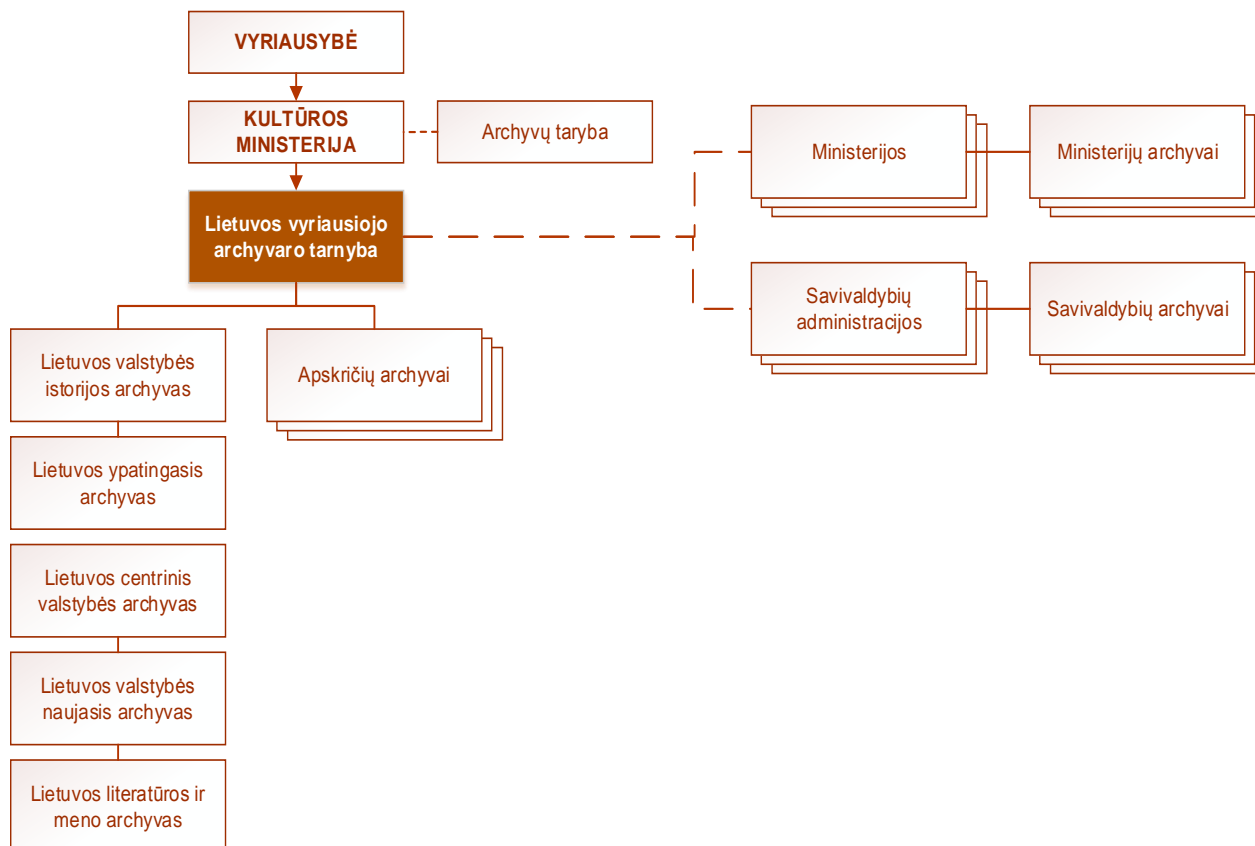 VYRIAUSYBĖ
KULTŪROS
MINISTERIJA
Archyvų taryba
Ministerijos
Ministerijų archyvai
Lietuvos vyriausiojo
archyvaro tarnyba
Savivaldybių
administracijos
Savivaldybių archyvai
Lietuvos valstybės
istorijos archyvas
Apskričių archyvai
Lietuvos ypatingasis
archyvas
Lietuvos centrinis
valstybės archyvas
Lietuvos valstybės
naujasis archyvas
Lietuvos literatūros ir
meno archyvas